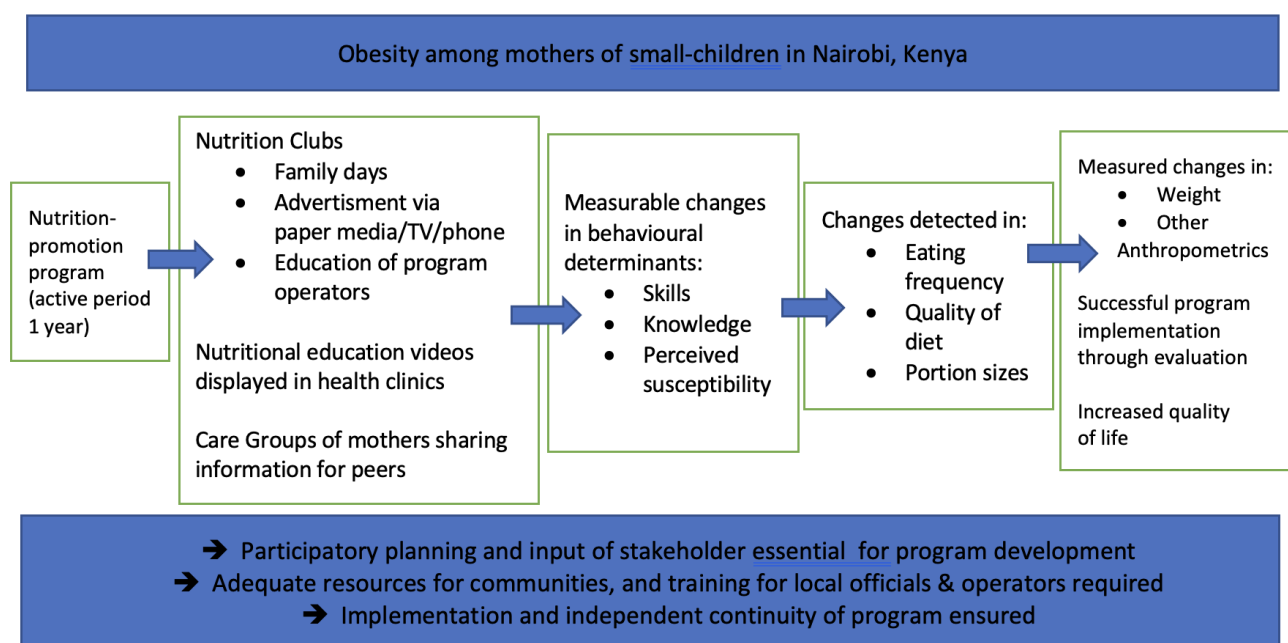 Obesity among mothers of small-children in Nairobi, Kenya
Nutrition-
promotion
program
(active period
1 year)
Nutrition Clubs
• Family days
• Advertisment via
paper media/TV/phone
• Education of program
operators
Nutritional education videos
displayed in health clinics
Care Groups of mothers sharing
information for peers
Measurable changes
in behavioural
determinants:
• Skills
• Knowledge
• Perceived
susceptibility
Changes detected in:
• Eating
frequency
• Quality of
diet
• Portion sizes
Measured changes in:
• Weight
• Other
Anthropometrics
Successful program
implementation
through evaluation
Increased quality
of life
➔ Participatory planning and input of stakeholder essential  for program development
➔ Adequate resources for communities, and training for local officials & operators required
➔ Implementation and independent continuity of program ensured